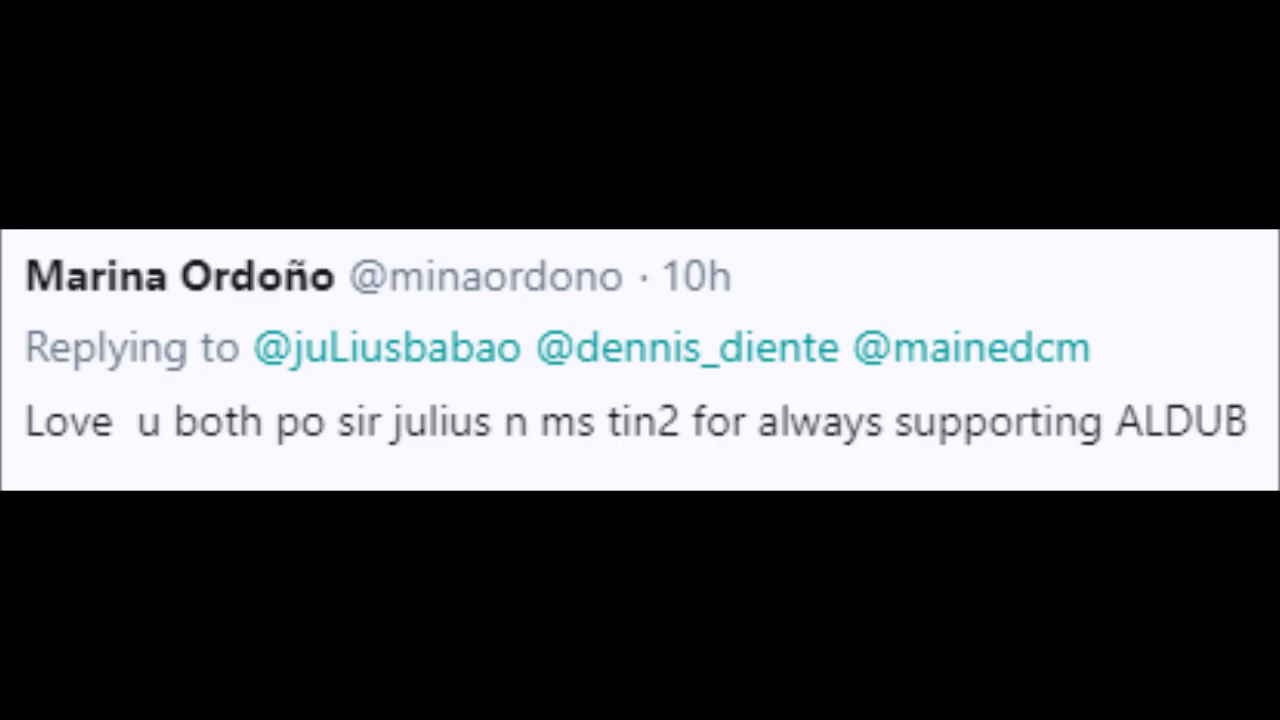 Marina Ordoño @minaordono · 10h
Replying to @juLiusbabao @dennis_diente @mainedcm
Love  u both po sir julius n ms tin2 for always supporting ALDUB